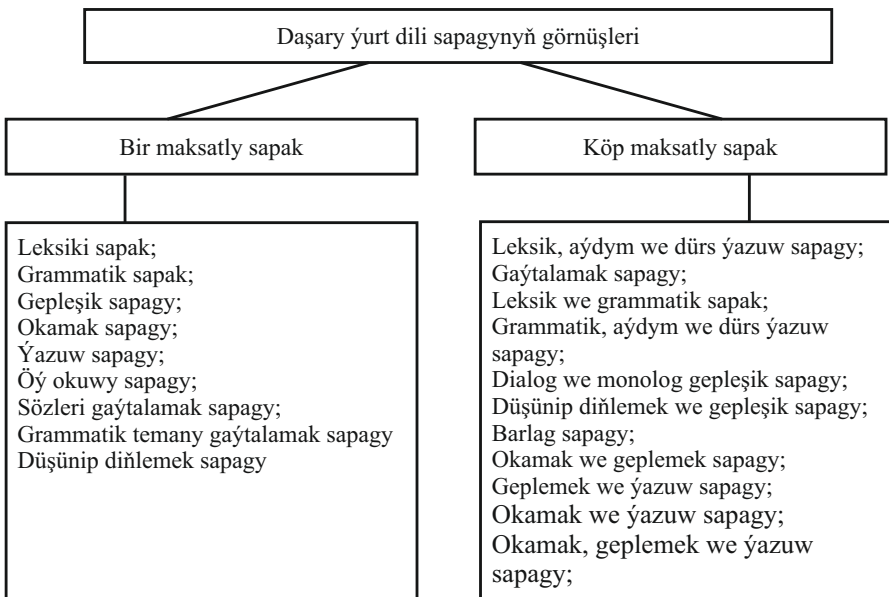 Daşary ýurt dili sapagynyň görnüşleri
Bir maksatly sapak
Köp maksatly sapak
Leksiki sapak;
Grammatik sapak;
Gepleşik sapagy;
Okamak sapagy;
Ýazuw sapagy;
Öý okuwy sapagy;
Sözleri gaýtalamak sapagy;
Grammatik temany gaýtalamak sapagy
Düşünip diňlemek sapagy
Leksik, aýdym we dürs ýazuw sapagy;
Gaýtalamak sapagy;
Leksik we grammatik sapak;
Grammatik, aýdym we dürs ýazuw
sapagy;
Dialog we monolog gepleşik sapagy;
Düşünip diňlemek we gepleşik sapagy;
Barlag sapagy;
Okamak we geplemek sapagy;
Geplemek we ýazuw sapagy;
Okamak we ýazuw sapagy;
Okamak, geplemek we ýazuw
sapagy;